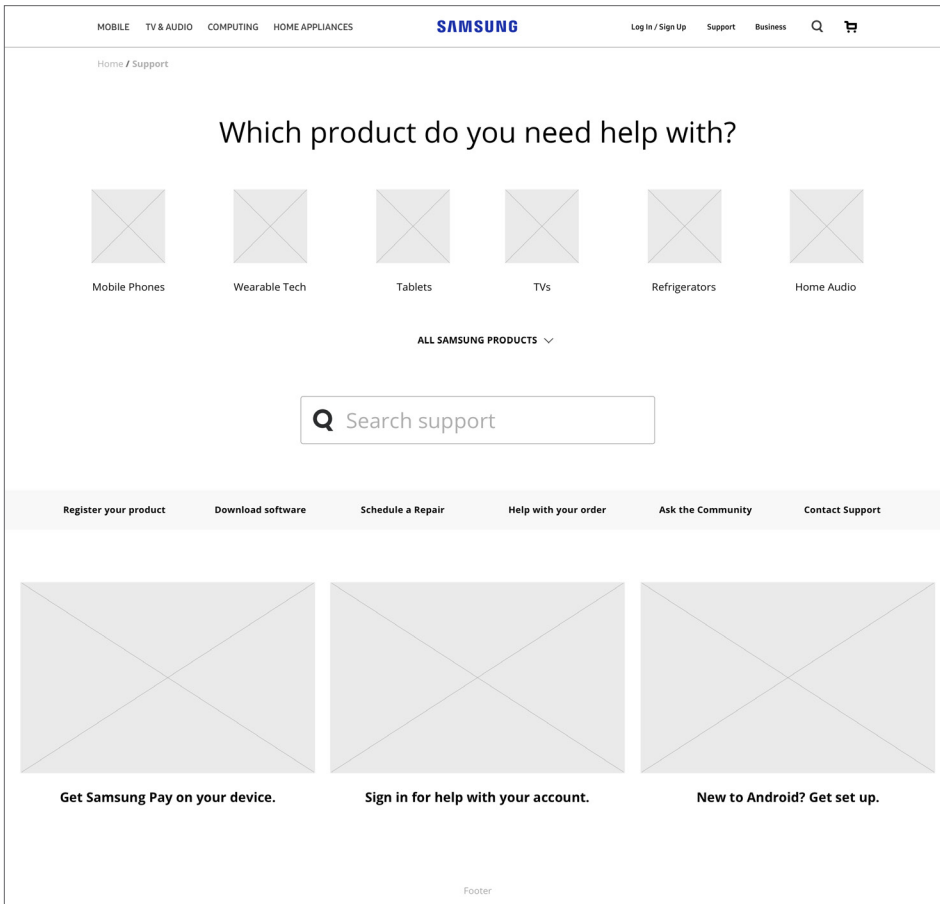 MOBILE TV & AUDIO COMPUTING HOME APPLIANCES SAMSUNG Log In / Sign Up Support Business
Home / Support
Which product do you need help with?
Mobile Phones Wearable Tech Tablets TVs Refrigerators Home Audio
ALL SAMSUNG PRODUCTS
Search support
Register your product Download software Schedule a Repair Help with your order Ask the Community Contact Support
Get Samsung Pay on your device. Sign in for help with your account. New to Android? Get set up.
Footer